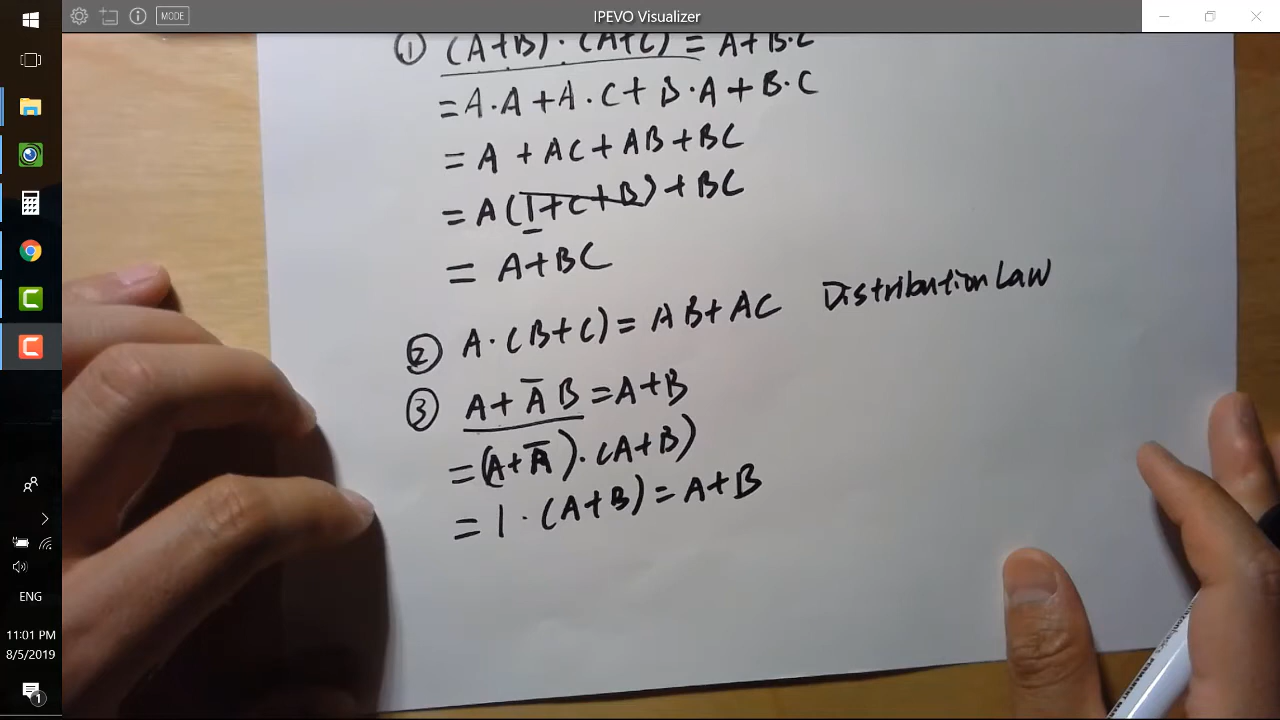 MODE
IPEVO Visualizer
① (A+B)·(A+C) = A+B·C
=A·A+A·C+B·A+B·C
= A + AC+AB+BC
= A(1+C+B)+BC
= A+BC
② A·(B+C)= AB+AC Distribution Law
③ A+A̅B=A+B
=(A+A̅)·(A+B)
= 1·(A+B)=A+B
ENG
11:01 PM
8/5/2019
1